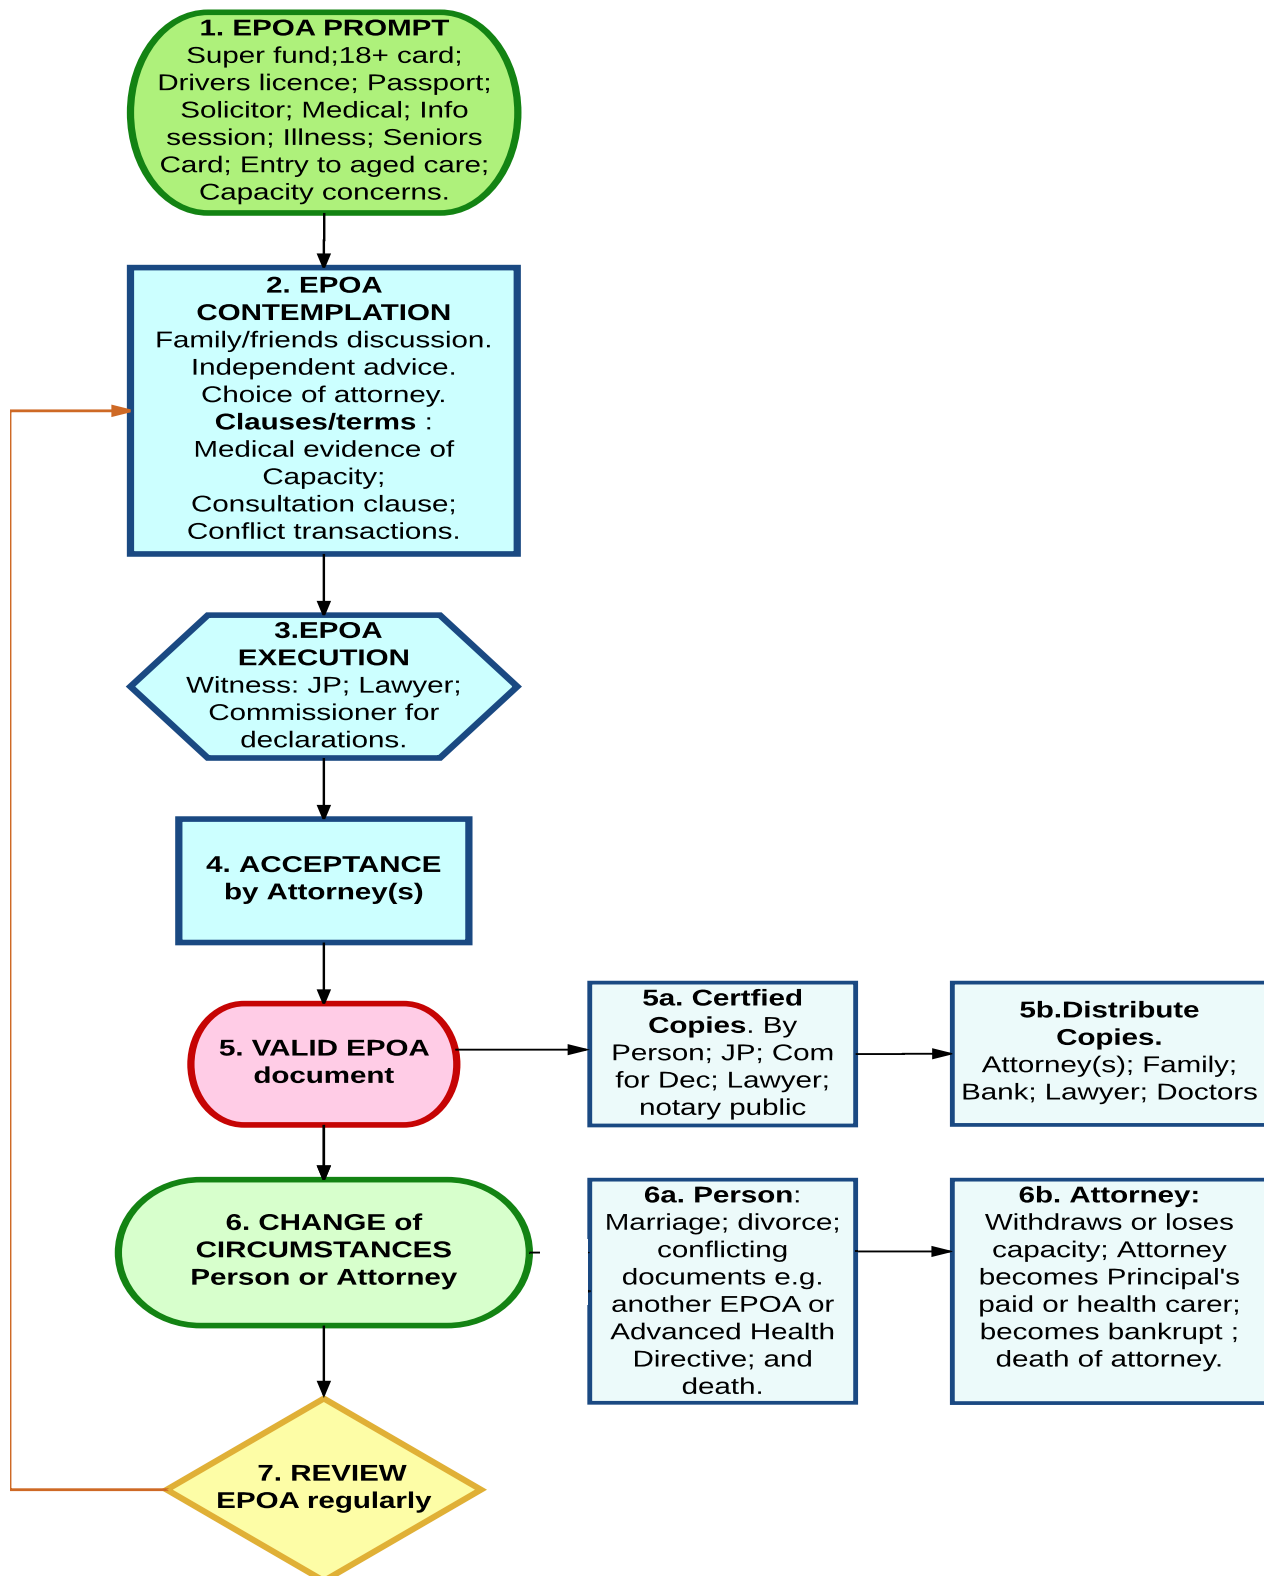 1. EPOA PROMPT
Super fund;18+ card;
Drivers licence; Passport;
Solicitor; Medical; Info
session; Illness; Seniors
Card; Entry to aged care;
Capacity concerns.
2. EPOA
CONTEMPLATION
Family/friends discussion.
Independent advice.
Choice of attorney.
Clauses/terms :
Medical evidence of
Capacity;
Consultation clause;
Conflict transactions.
3.EPOA
EXECUTION
Witness: JP; Lawyer;
Commissioner for
declarations.
4. ACCEPTANCE
by Attorney(s)
5. VALID EPOA
document
5a. Certfied
Copies. By
Person; JP; Com
for Dec; Lawyer;
notary public
5b.Distribute
Copies.
Attorney(s); Family;
Bank; Lawyer; Doctors
6. CHANGE of
CIRCUMSTANCES
Person or Attorney
6a. Person:
Marriage; divorce;
conflicting
documents e.g.
another EPOA or
Advanced Health
Directive; and
death.
6b. Attorney:
Withdraws or loses
capacity; Attorney
becomes Principal's
paid or health carer;
becomes bankrupt ;
death of attorney.
7. REVIEW
EPOA regularly